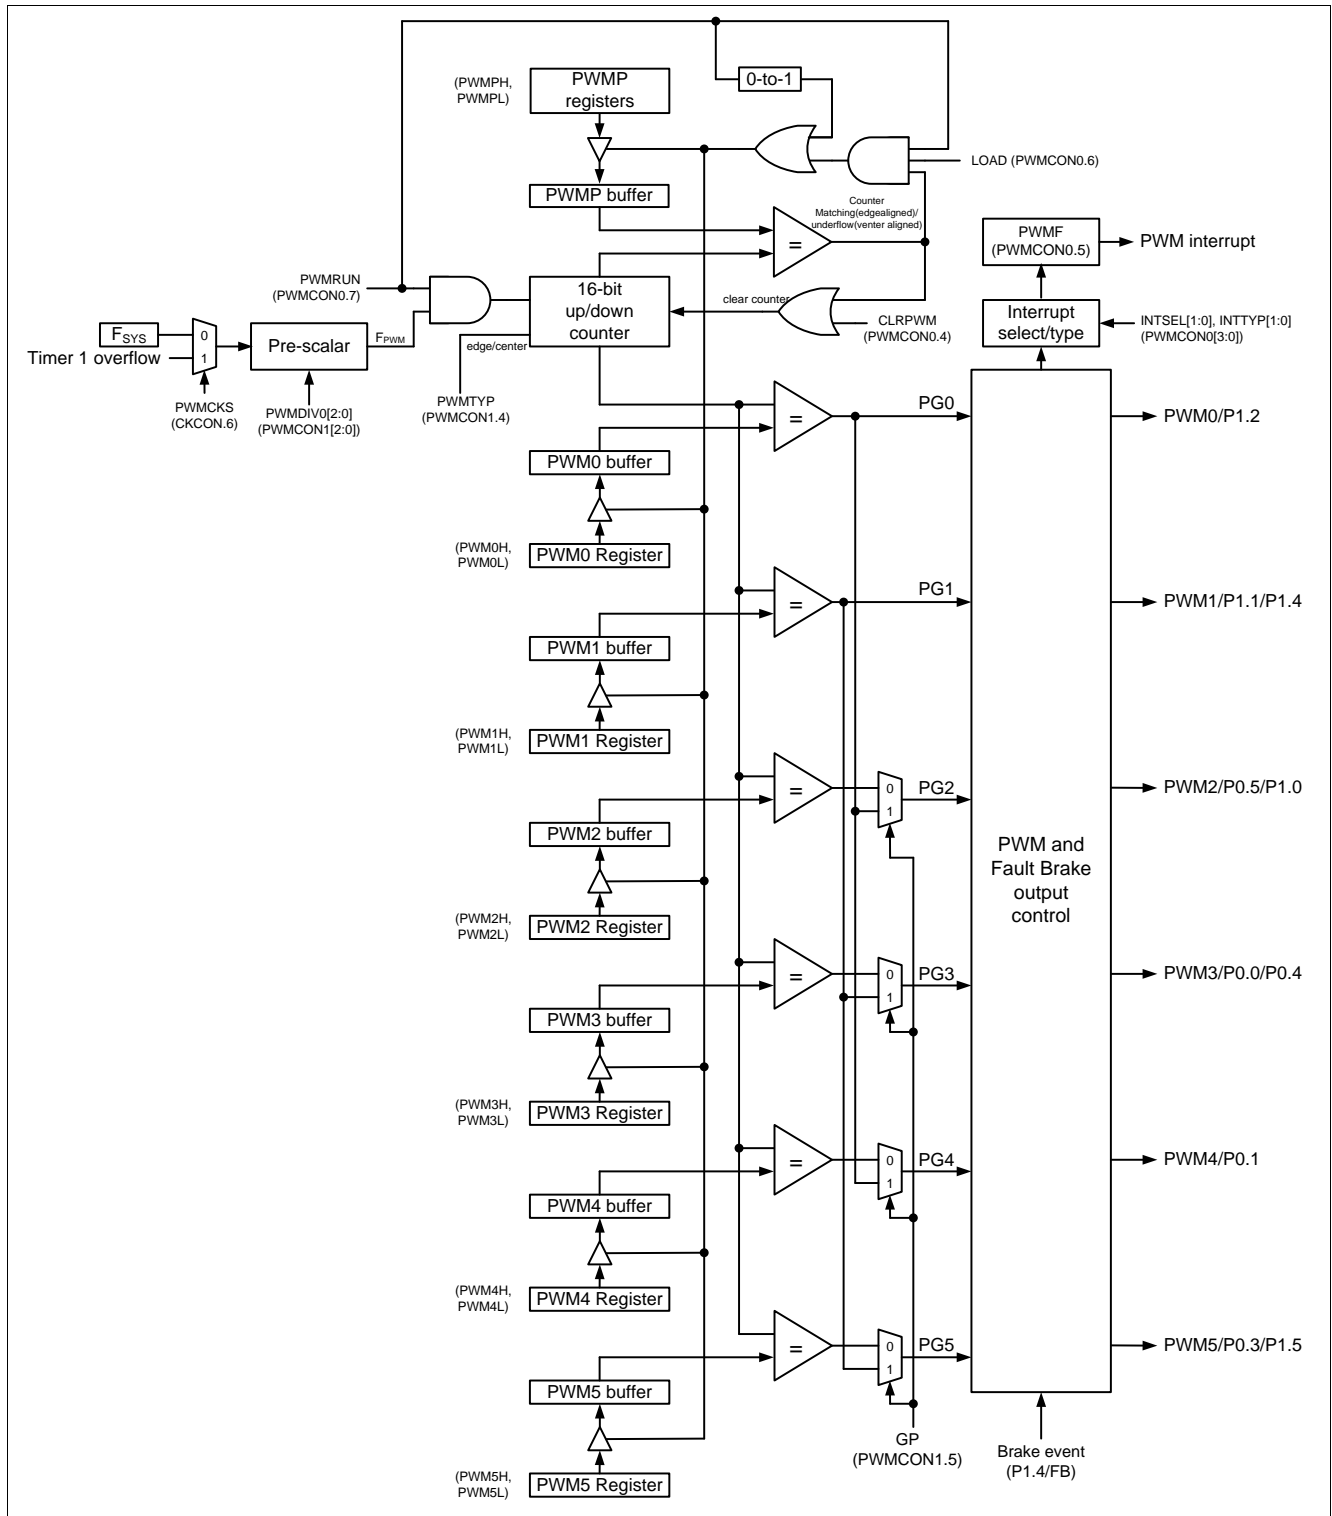 0-to-1
(PWMPH,
PWMPL)
PWMP
registers
LOAD (PWMCON0.6)
PWMP buffer
Counter
Matching(edgealigned)/
underflow(venter aligned)
=
PWMF
(PWMCON0.5)
PWM interrupt
PWMRUN
(PWMCON0.7)
16-bit
up/down
counter
clear counter
CLRPWM
(PWMCON0.4)
Interrupt
select/type
INTSEL[1:0], INTTYP[1:0]
(PWMCON0[3:0])
FSYS
Timer 1 overflow
0
1
Pre-scalar
FPWM
edge/center
PWMCKS
(CKCON.6)
PWMDIV0[2:0]
(PWMCON1[2:0])
PWMTYP
(PWMCON1.4)
=
PG0
PWM0/P1.2
PWM0 buffer
(PWM0H,
PWM0L)
PWM0 Register
=
PG1
PWM1/P1.1/P1.4
PWM1 buffer
(PWM1H,
PWM1L)
PWM1 Register
=
0
1
PG2
PWM2/P0.5/P1.0
PWM2 buffer
PWM and
Fault Brake
output
control
(PWM2H,
PWM2L)
PWM2 Register
=
0
1
PG3
PWM3/P0.0/P0.4
PWM3 buffer
(PWM3H,
PWM3L)
PWM3 Register
=
0
1
PG4
PWM4/P0.1
PWM4 buffer
(PWM4H,
PWM4L)
PWM4 Register
=
0
1
PG5
PWM5/P0.3/P1.5
PWM5 buffer
GP
(PWMCON1.5)
Brake event
(P1.4/FB)
(PWM5H,
PWM5L)
PWM5 Register